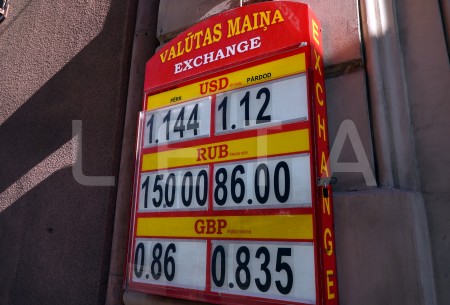 VALŪTAS MAIŅA
EXCHANGE
USD
PĒRK PĀRDOD
1.144 1.12
RUB
150.00 86.00
GBP
0.86 0.835
EXCHANGE
LETA